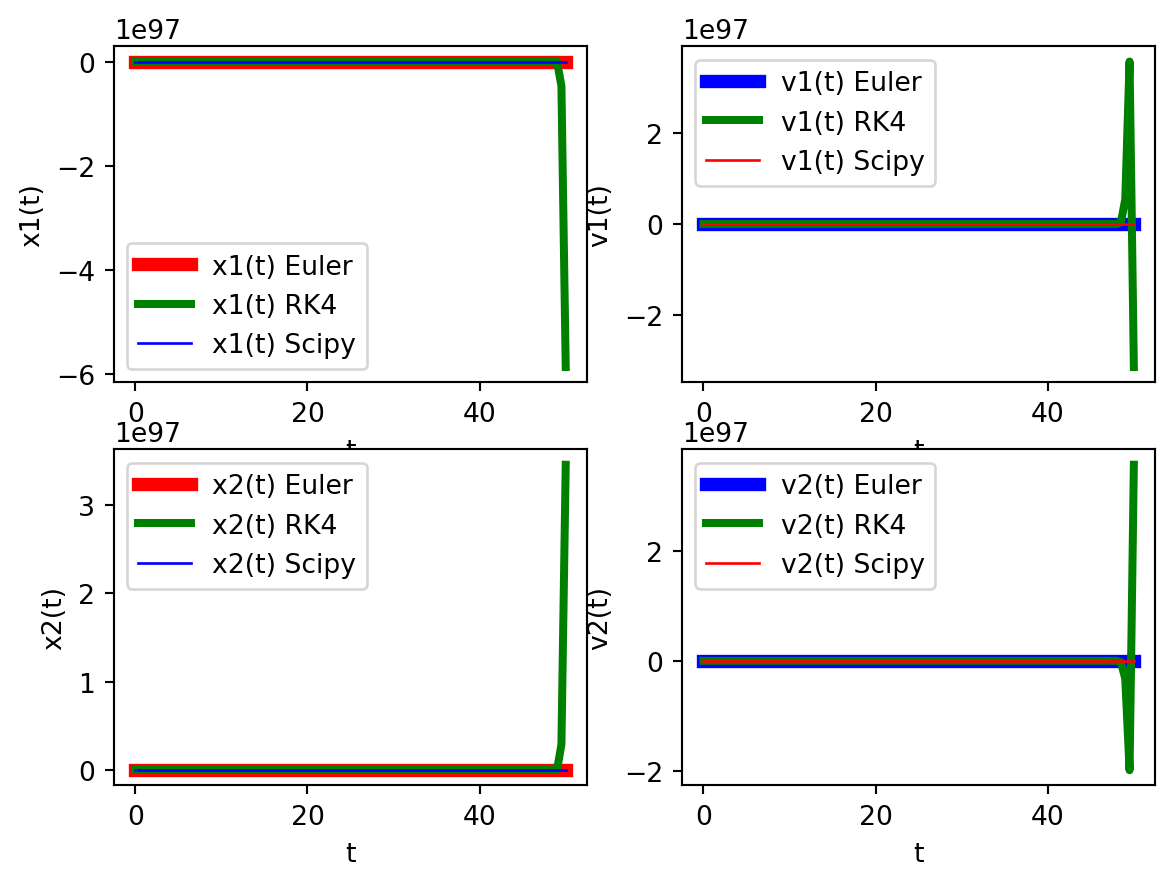 1e97
0
−2
−4
−6
x1(t)
x1(t) Euler
x1(t) RK4
x1(t) Scipy
0
20
40
t
1e97
2
0
−2
v1(t)
v1(t) Euler
v1(t) RK4
v1(t) Scipy
0
20
40
t
1e97
3
2
1
0
x2(t)
x2(t) Euler
x2(t) RK4
x2(t) Scipy
0
20
40
t
1e97
2
0
−2
v2(t)
v2(t) Euler
v2(t) RK4
v2(t) Scipy
0
20
40
t